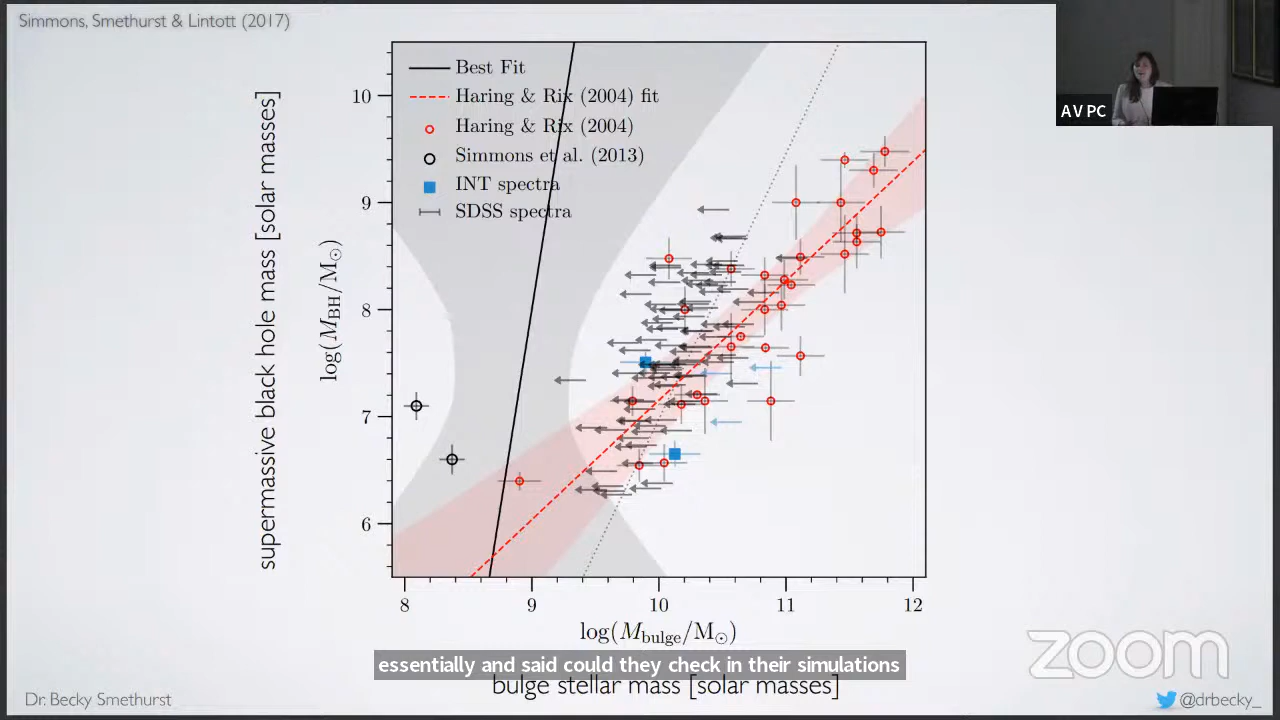 Simmons, Smethurst & Lintott (2017)
AV PC
Best Fit
Haring & Rix (2004) fit
Haring & Rix (2004)
Simmons et al. (2013)
INT spectra
SDSS spectra
supermassive black hole mass [solar masses]
log(M_BH/M_⊙)
10
9
8
7
6
8 9 10 11 12
log(M_bulge/M_⊙)
essentially and said could they check in their simulations
bulge stellar mass [solar masses]
zoom
Dr. Becky Smethurst
@drbecky_